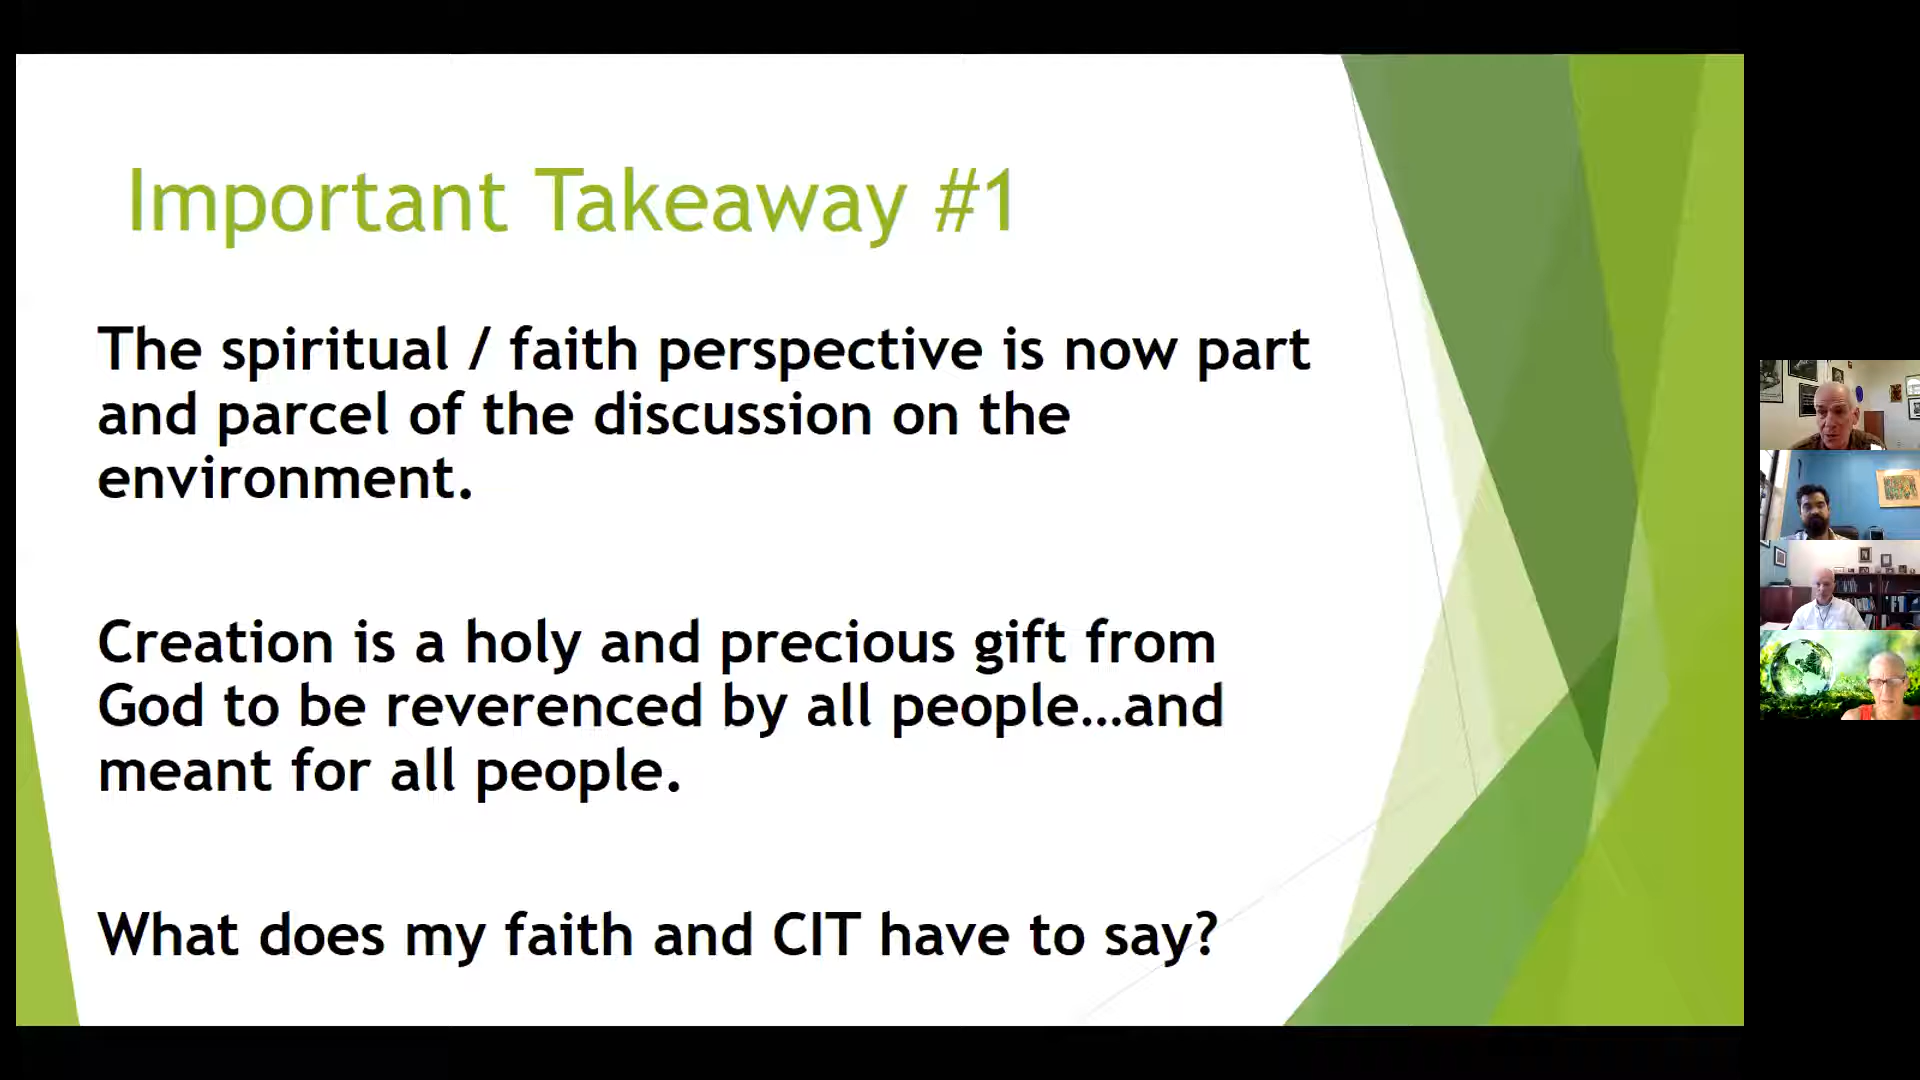 Important Takeaway #1
The spiritual / faith perspective is now part
and parcel of the discussion on the
environment.
Creation is a holy and precious gift from
God to be reverenced by all people...and
meant for all people.
What does my faith and CIT have to say?